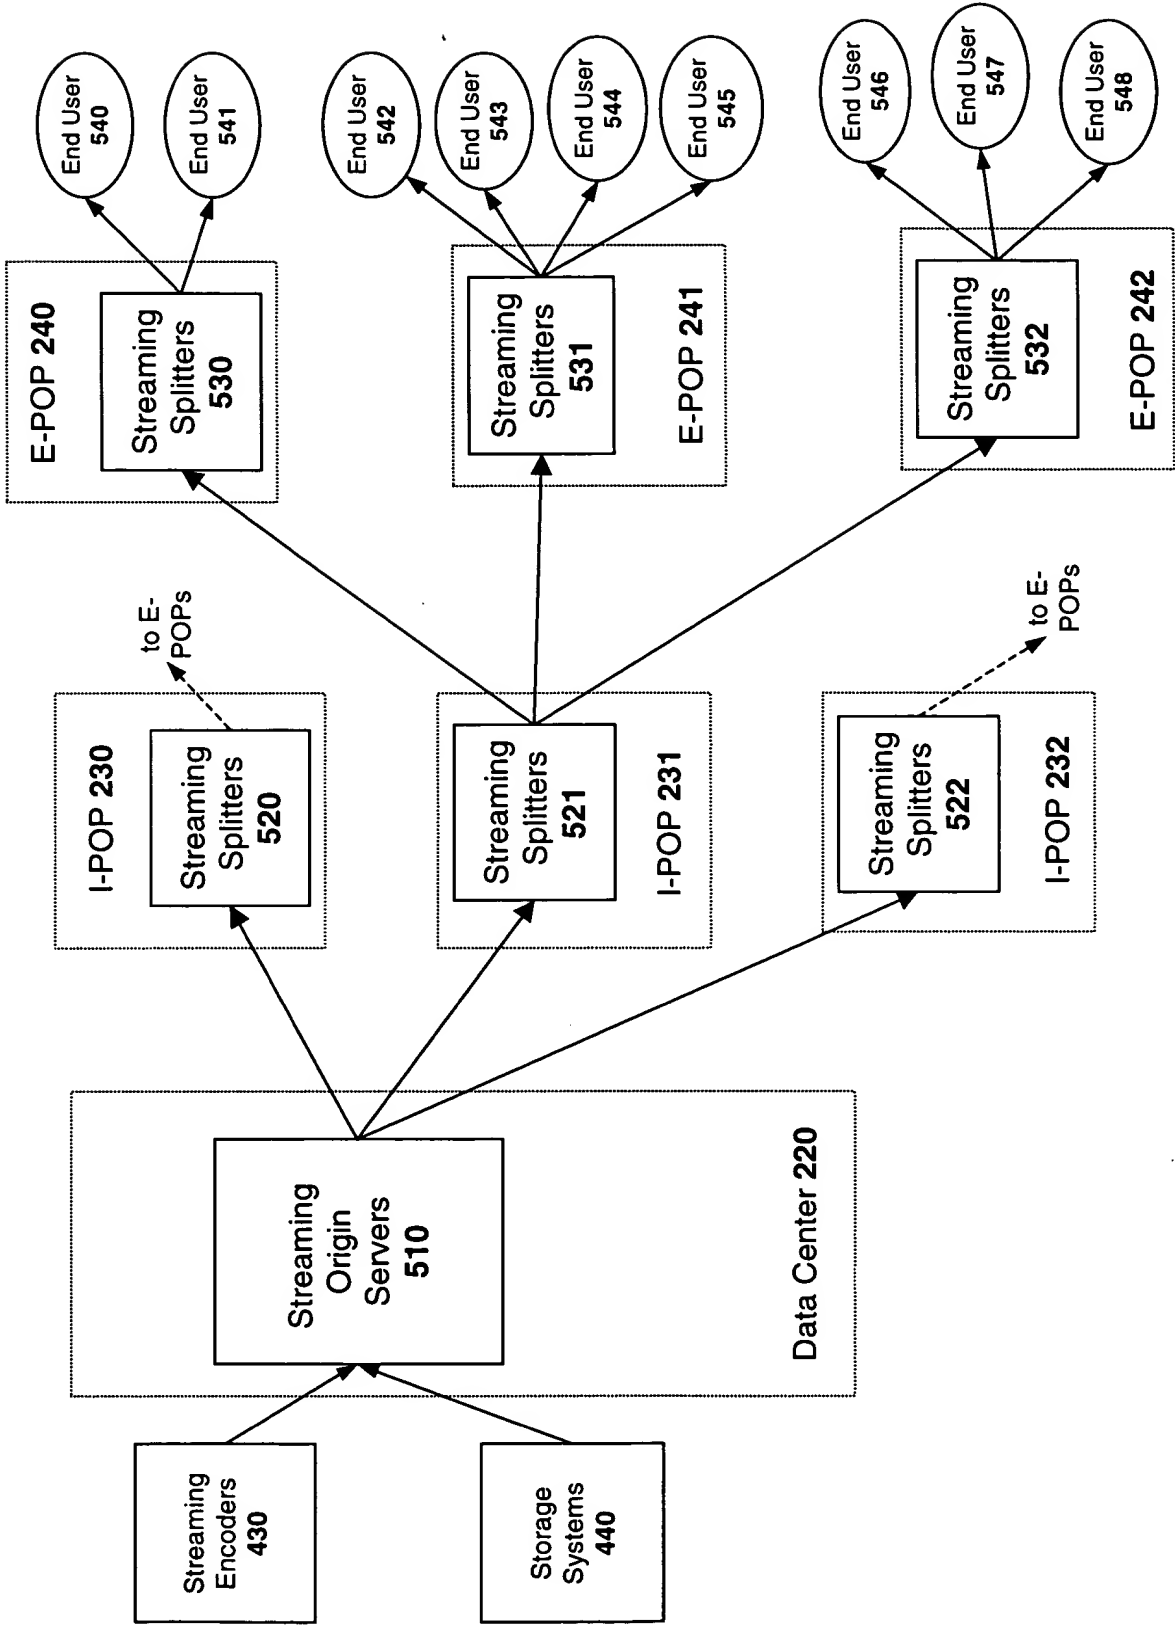 Streaming
Encoders
430
Storage
Systems
440
Streaming
Origin
Servers
510
Data Center 220
I-POP 230
Streaming
Splitters
520
to E-
POPs
Streaming
Splitters
521
I-POP 231
Streaming
Splitters
522
I-POP 232
to E-
POPs
E-POP 240
Streaming
Splitters
530
Streaming
Splitters
531
E-POP 241
Streaming
Splitters
532
E-POP 242
End User
540
End User
541
End User
542
End User
543
End User
544
End User
545
End User
546
End User
547
End User
548